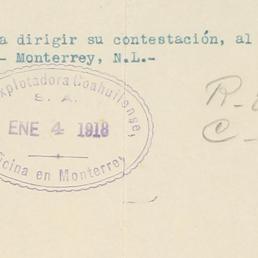 a dirigir su contestación, al
- Monterrey, N.L.-
Explotadora Coahuilense,
S. A.
ENE 4 1918
Oficina en Monterrey
R-
C-